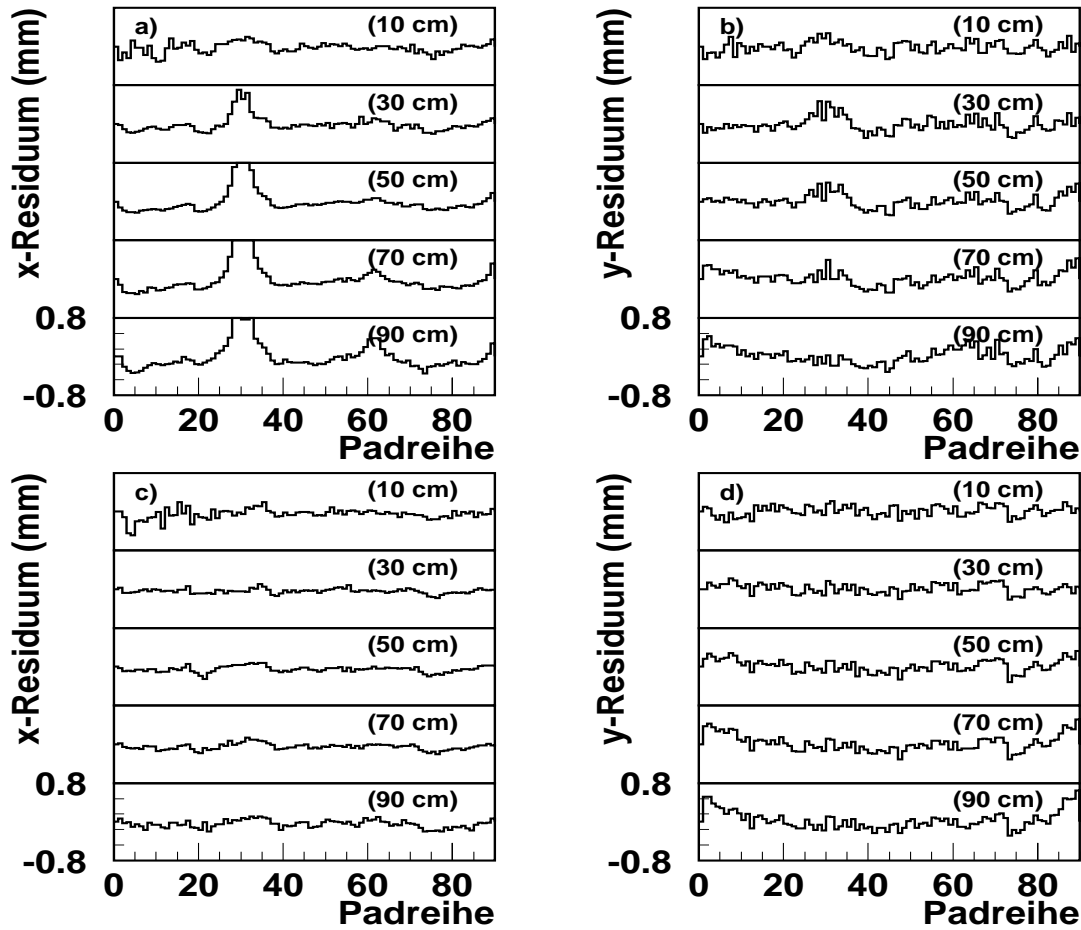 a)
(10 cm)
(30 cm)
(50 cm)
(70 cm)
(90 cm)
x-Residuum (mm)
0.8
-0.8
0 20 40 60 80
Padreihe
b)
(10 cm)
(30 cm)
(50 cm)
(70 cm)
(90 cm)
y-Residuum (mm)
0.8
-0.8
0 20 40 60 80
Padreihe
c)
(10 cm)
(30 cm)
(50 cm)
(70 cm)
(90 cm)
x-Residuum (mm)
0.8
-0.8
0 20 40 60 80
Padreihe
d)
(10 cm)
(30 cm)
(50 cm)
(70 cm)
(90 cm)
y-Residuum (mm)
0.8
-0.8
0 20 40 60 80
Padreihe